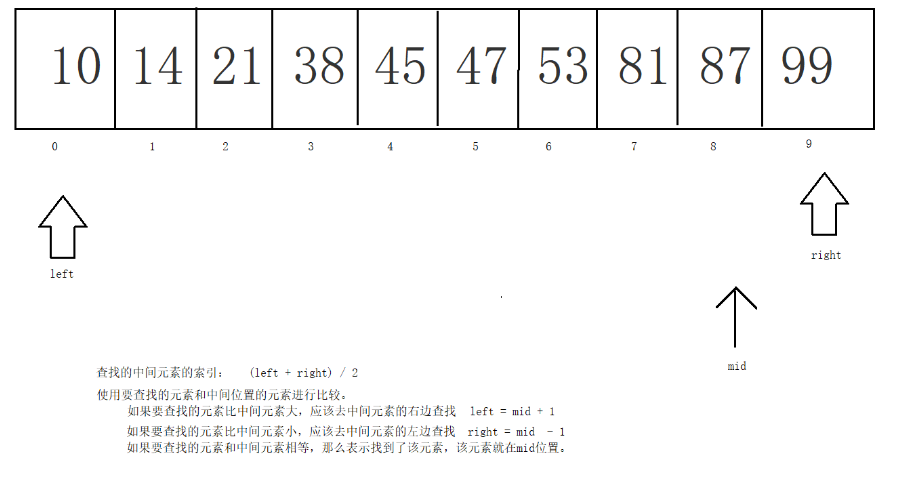 10 14 21 38 45 47 53 81 87 99
0 1 2 3 4 5 6 7 8 9
left
right
mid
查找的中间元素的索引: (left + right) / 2
使用要查找的元素和中间位置的元素进行比较。
如果要查找的元素比中间元素大，应该去中间元素的右边查找 left = mid + 1
如果要查找的元素比中间元素小，应该去中间元素的左边查找 right = mid - 1
如果要查找的元素和中间元素相等，那么表示找到了该元素，该元素就在mid位置。